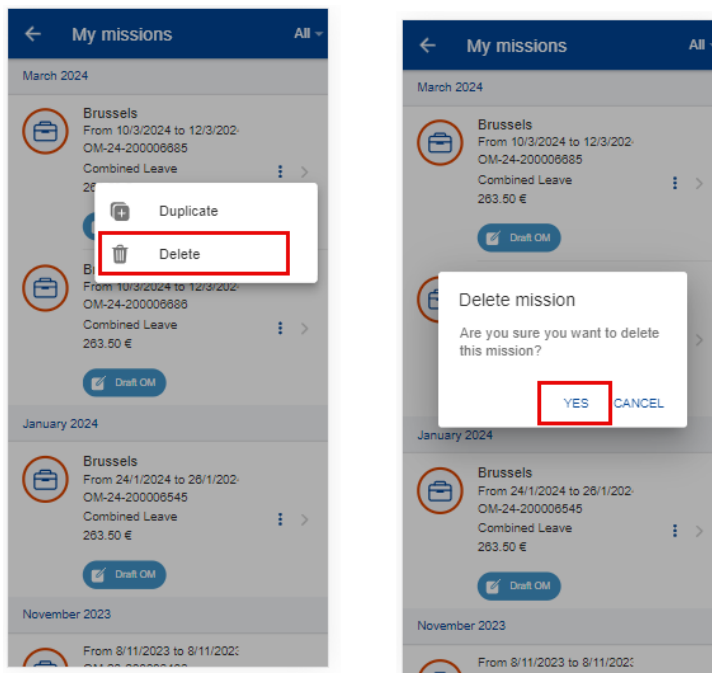 My missions
All
March 2024
Brussels
From 10/3/2024 to 12/3/202
OM-24-200006685
Combined Leave
Duplicate
Delete
From 10/3/2024 to 12/3/202
OM-24-200006686
Combined Leave
263.50 €
Draft OM
January 2024
Brussels
From 24/1/2024 to 26/1/202
OM-24-200006545
Combined Leave
263.50 €
Draft OM
November 2023
From 8/11/2023 to 8/11/202
My missions
All
March 2024
Brussels
From 10/3/2024 to 12/3/202
OM-24-200006685
Combined Leave
263.50 €
Draft OM
Delete mission
Are you sure you want to delete
this mission?
YES CANCEL
January 2024
Brussels
From 24/1/2024 to 26/1/202
OM-24-200006545
Combined Leave
263.50 €
Draft OM
November 2023
From 8/11/2023 to 8/11/202